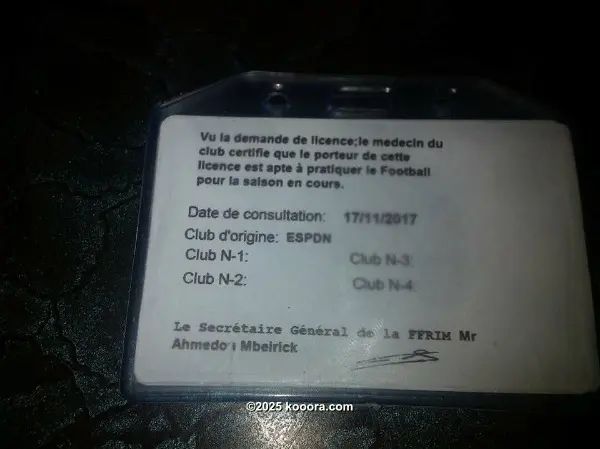 Vu la demande de licence;le medecin du
club certifie que le porteur de cette
licence est apte à pratiquer le Football
pour la saison en cours.
Date de consultation: 17/11/2017
Club d'origine: ESPDN
Club N-1: Club N-3:
Club N-2: Club N-4:
Le Secrétaire Général de la FFRIM Mr
Mbeirick
©2025 kooora.com